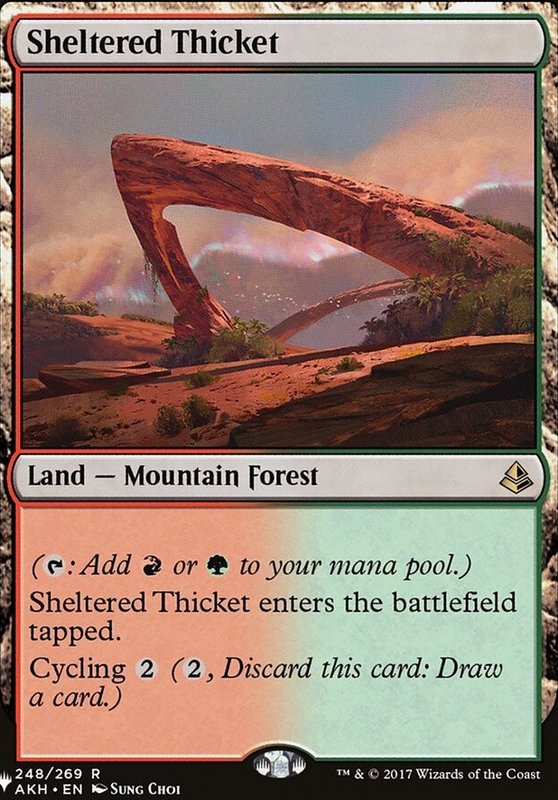 Sheltered Thicket
Land — Mountain Forest
( : Add or to your mana pool.)
Sheltered Thicket enters the battlefield
tapped.
Cycling 2 (2, Discard this card: Draw
a card.)
248/269 R
AKH • EN Sung Choi
™ & © 2017 Wizards of the Coast